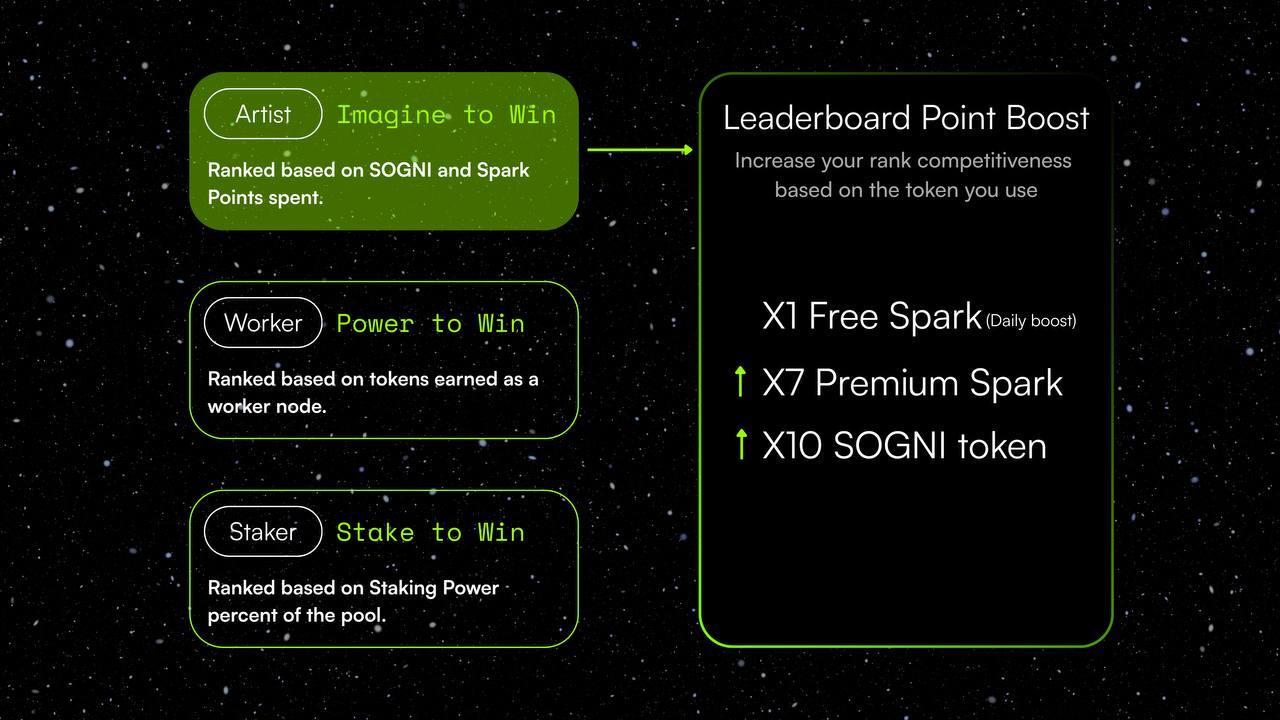 Artist
Imagine to Win
Ranked based on SOGNI and Spark
Points spent.
Worker
Power to Win
Ranked based on tokens earned as a
worker node.
Staker
Stake to Win
Ranked based on Staking Power
percent of the pool.
Leaderboard Point Boost
Increase your rank competitiveness
based on the token you use
X1 Free Spark (Daily boost)
X7 Premium Spark
X10 SOGNI token